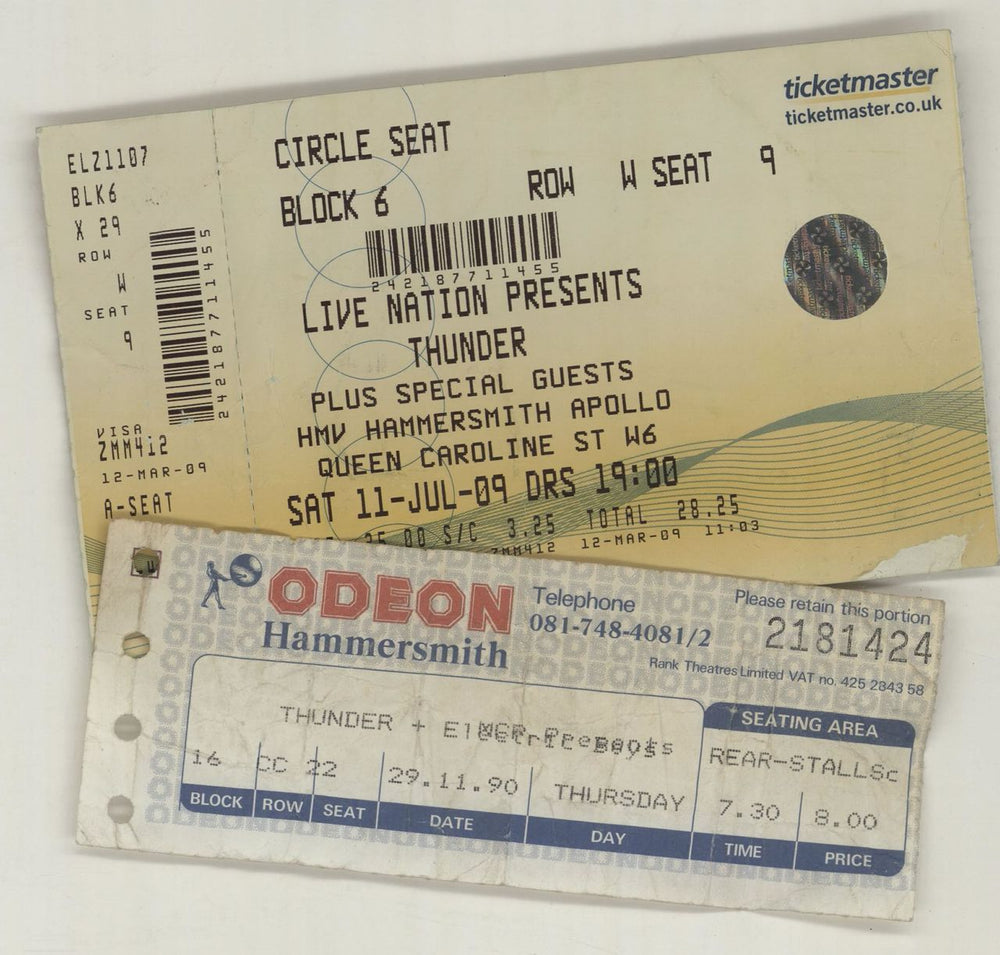 ticketmaster
ticketmaster.co.uk
ELZ1107
BLK6
X 29
ROW
W
SEAT
9
242187711455
VISA
ZMM412
12-MAR-09
A-SEAT
CIRCLE SEAT
BLOCK 6 ROW W SEAT 9
242187711455
LIVE NATION PRESENTS
THUNDER
PLUS SPECIAL GUESTS
HMV HAMMERSMITH APOLLO
QUEEN CAROLINE ST W6
SAT 11-JUL-09 DRS 19:00
25.00 S/C 3.25 TOTAL 28.25
ZMM412 12-MAR-09 11:03
ODEON
Hammersmith
Telephone
081-748-4081/2
Please retain this portion
2181424
Rank Theatres Limited VAT no. 425 2843 58
THUNDER +
SEATING AREA
REAR-STALLSc
16 CC 22 29.11.90 THURSDAY 7.30 8.00
BLOCK ROW SEAT DATE DAY TIME PRICE